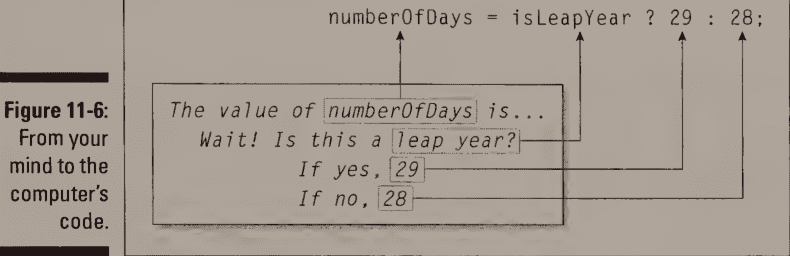 numberOfDays = isLeapYear ? 29 : 28;
Figure 11-6:
From your
mind to the
computer's
code.
The value of numberOfDays is...
Wait! Is this a leap year?
If yes, 29
If no, 28